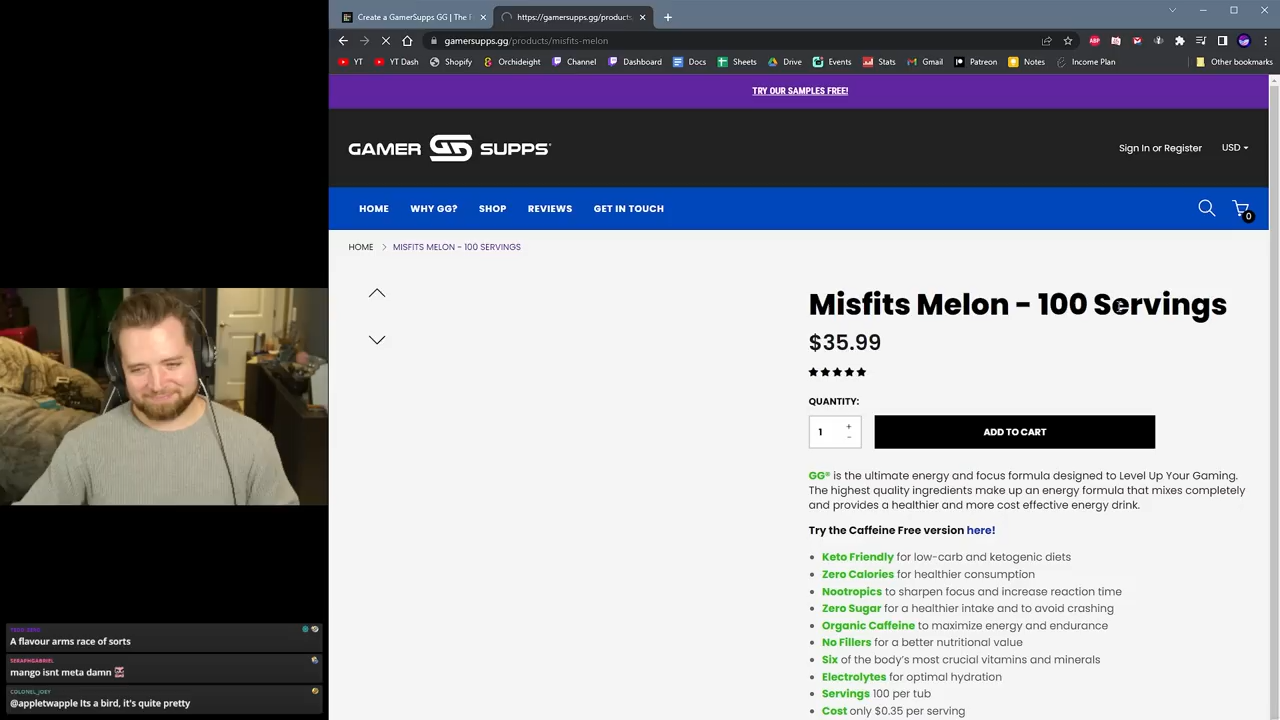 Create a GamerSupps GG | The F
https://gamersupps.gg/products
gamersupps.gg/products/misfits-melon
YT
YT Dash
Shopify
Orchideight
Channel
Dashboard
Docs
Sheets
Drive
Events
Stats
Gmail
Patreon
Notes
Income Plan
Other bookmarks
TRY OUR SAMPLES FREE!
GAMER GG SUPPS
Sign In or Register
USD
HOME
WHY GG?
SHOP
REVIEWS
GET IN TOUCH
0
HOME > MISFITS MELON - 100 SERVINGS
Misfits Melon - 100 Servings
$35.99
QUANTITY:
1 + -
ADD TO CART
GG® is the ultimate energy and focus formula designed to Level Up Your Gaming.
The highest quality ingredients make up an energy formula that mixes completely
and provides a healthier and more cost effective energy drink.
Try the Caffeine Free version here!
Keto Friendly for low-carb and ketogenic diets
Zero Calories for healthier consumption
Nootropics to sharpen focus and increase reaction time
Zero Sugar for a healthier intake and to avoid crashing
Organic Caffeine to maximize energy and endurance
No Fillers for a better nutritional value
Six of the body's most crucial vitamins and minerals
Electrolytes for optimal hydration
Servings 100 per tub
Cost only $0.35 per serving
A flavour arms race of sorts
SERAPHGABRIEL
mango isnt meta damn
COLONEL_JOEY
@appletwapple Its a bird, it's quite pretty